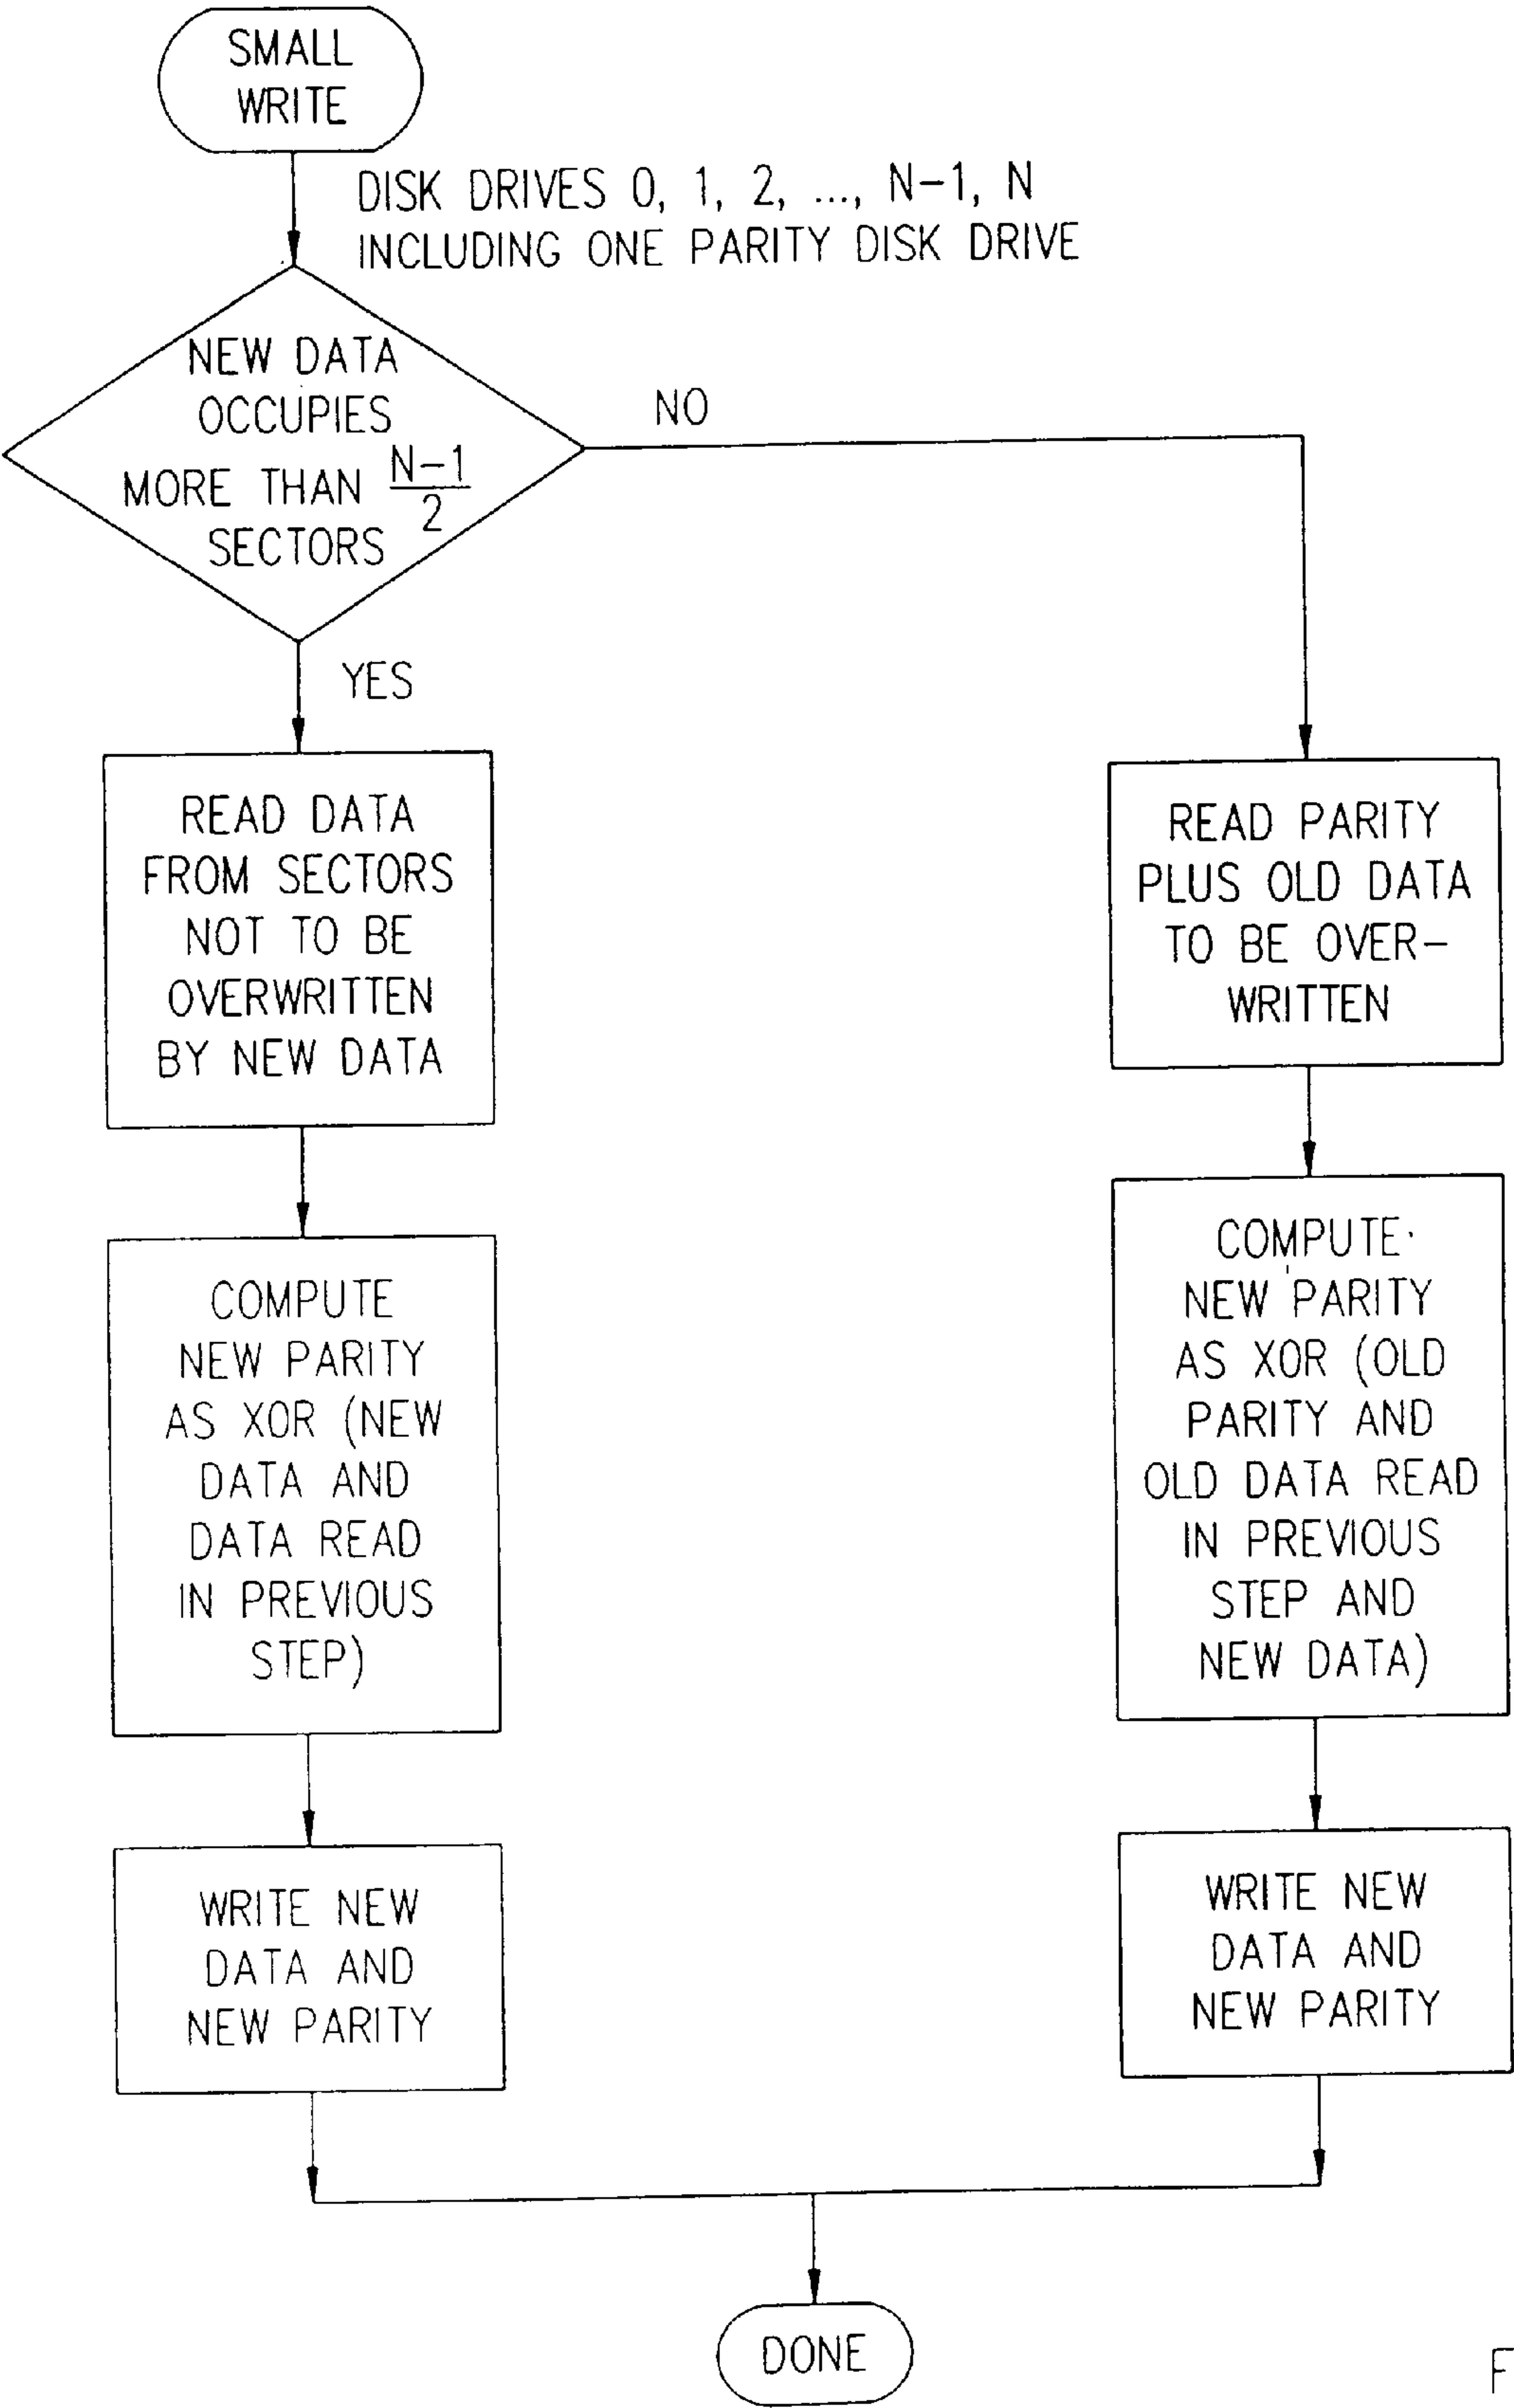 SMALL
WRITE
DISK DRIVES 0, 1, 2, ..., N-1, N
INCLUDING ONE PARITY DISK DRIVE
NEW DATA
OCCUPIES
MORE THAN N-1/2
SECTORS
NO
YES
READ DATA
FROM SECTORS
NOT TO BE
OVERWRITTEN
BY NEW DATA
READ PARITY
PLUS OLD DATA
TO BE OVER-
WRITTEN
COMPUTE
NEW PARITY
AS XOR (NEW
DATA AND
DATA READ
IN PREVIOUS
STEP)
COMPUTE
NEW PARITY
AS XOR (OLD
PARITY AND
OLD DATA READ
IN PREVIOUS
STEP AND
NEW DATA)
WRITE NEW
DATA AND
NEW PARITY
WRITE NEW
DATA AND
NEW PARITY
DONE
F